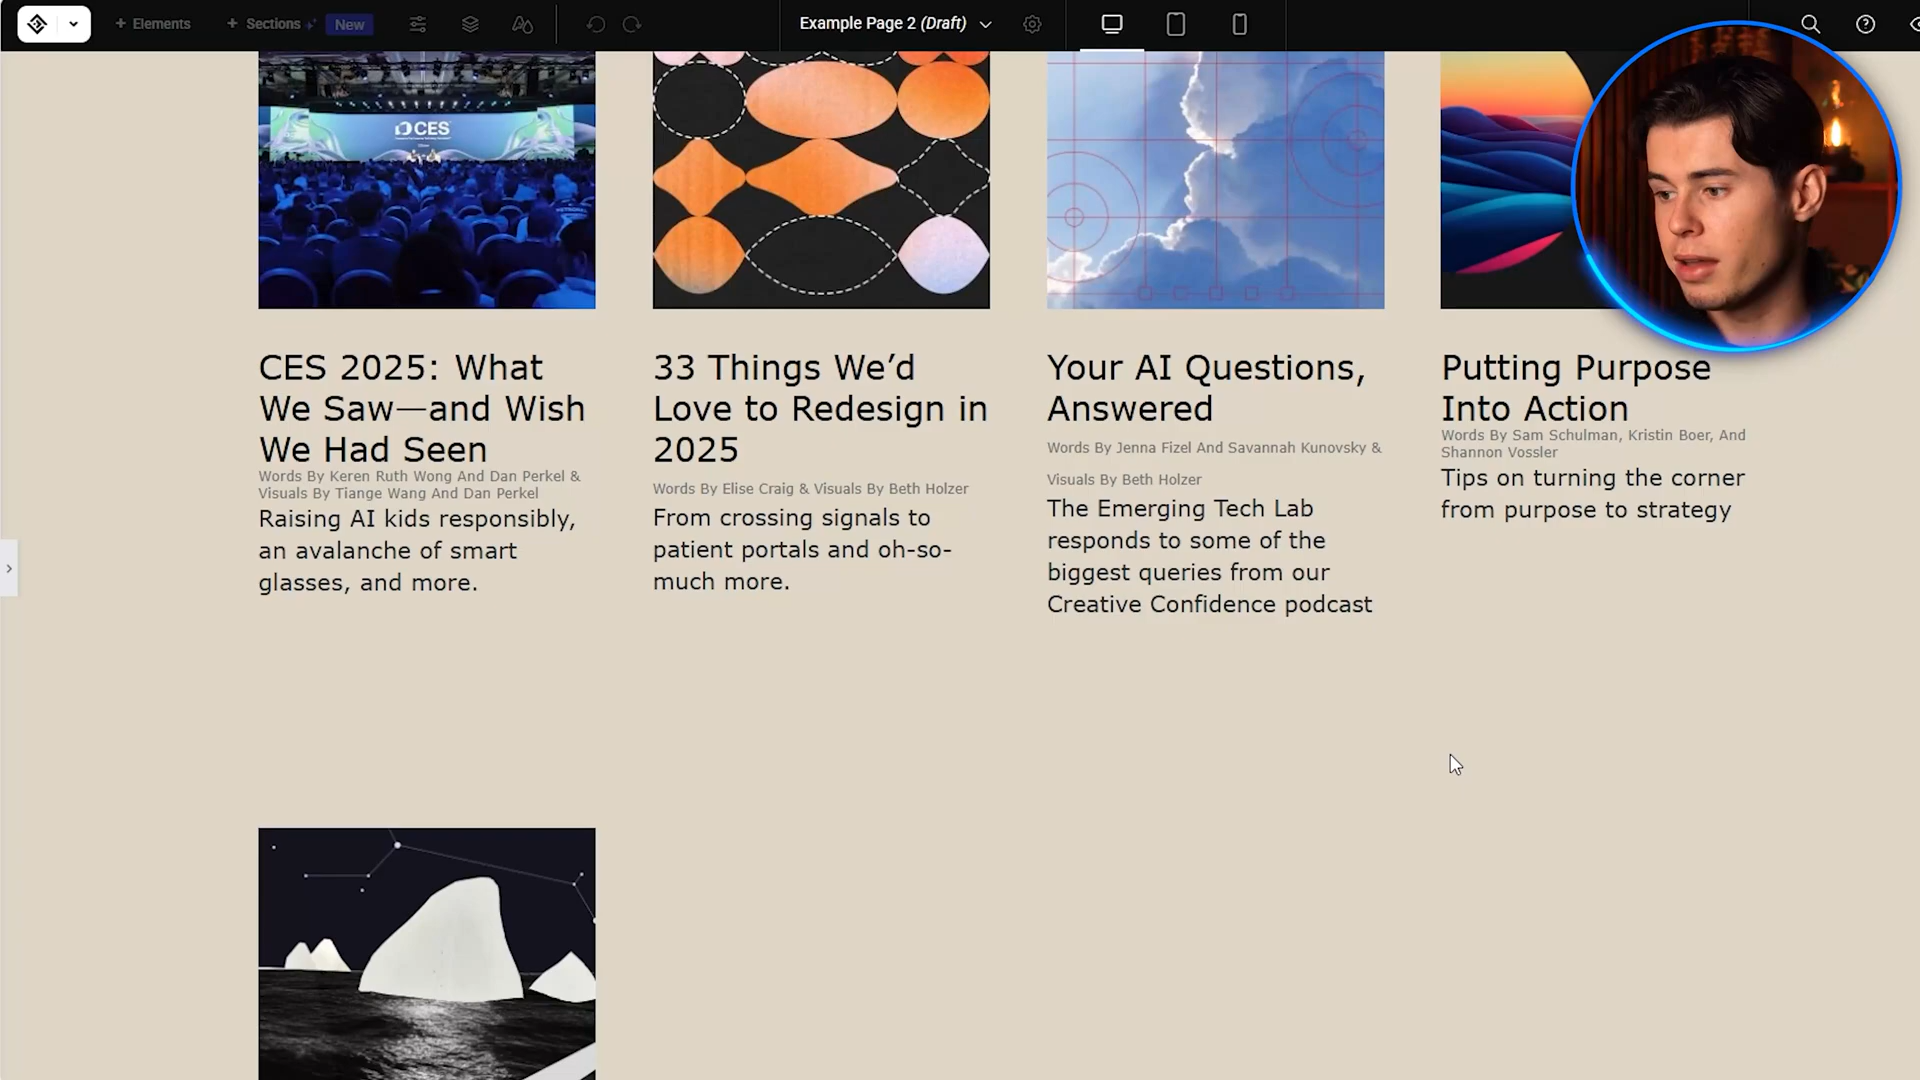 Elements
Sections
New
Example Page 2 (Draft)
CES
CES 2025: What
We Saw—and Wish
We Had Seen
Words By Keren Ruth Wong And Dan Perkel &
Visuals By Tiange Wang And Dan Perkel
Raising AI kids responsibly,
an avalanche of smart
glasses, and more.
33 Things We’d
Love to Redesign in
2025
Words By Elise Craig & Visuals By Beth Holzer
From crossing signals to
patient portals and oh-so-
much more.
Your AI Questions,
Answered
Words By Jenna Fizel And Savannah Kunovsky &
Visuals By Beth Holzer
The Emerging Tech Lab
responds to some of the
biggest queries from our
Creative Confidence podcast
Putting Purpose
Into Action
Words By Sam Schulman, Kristin Boer, And
Shannon Vossler
Tips on turning the corner
from purpose to strategy